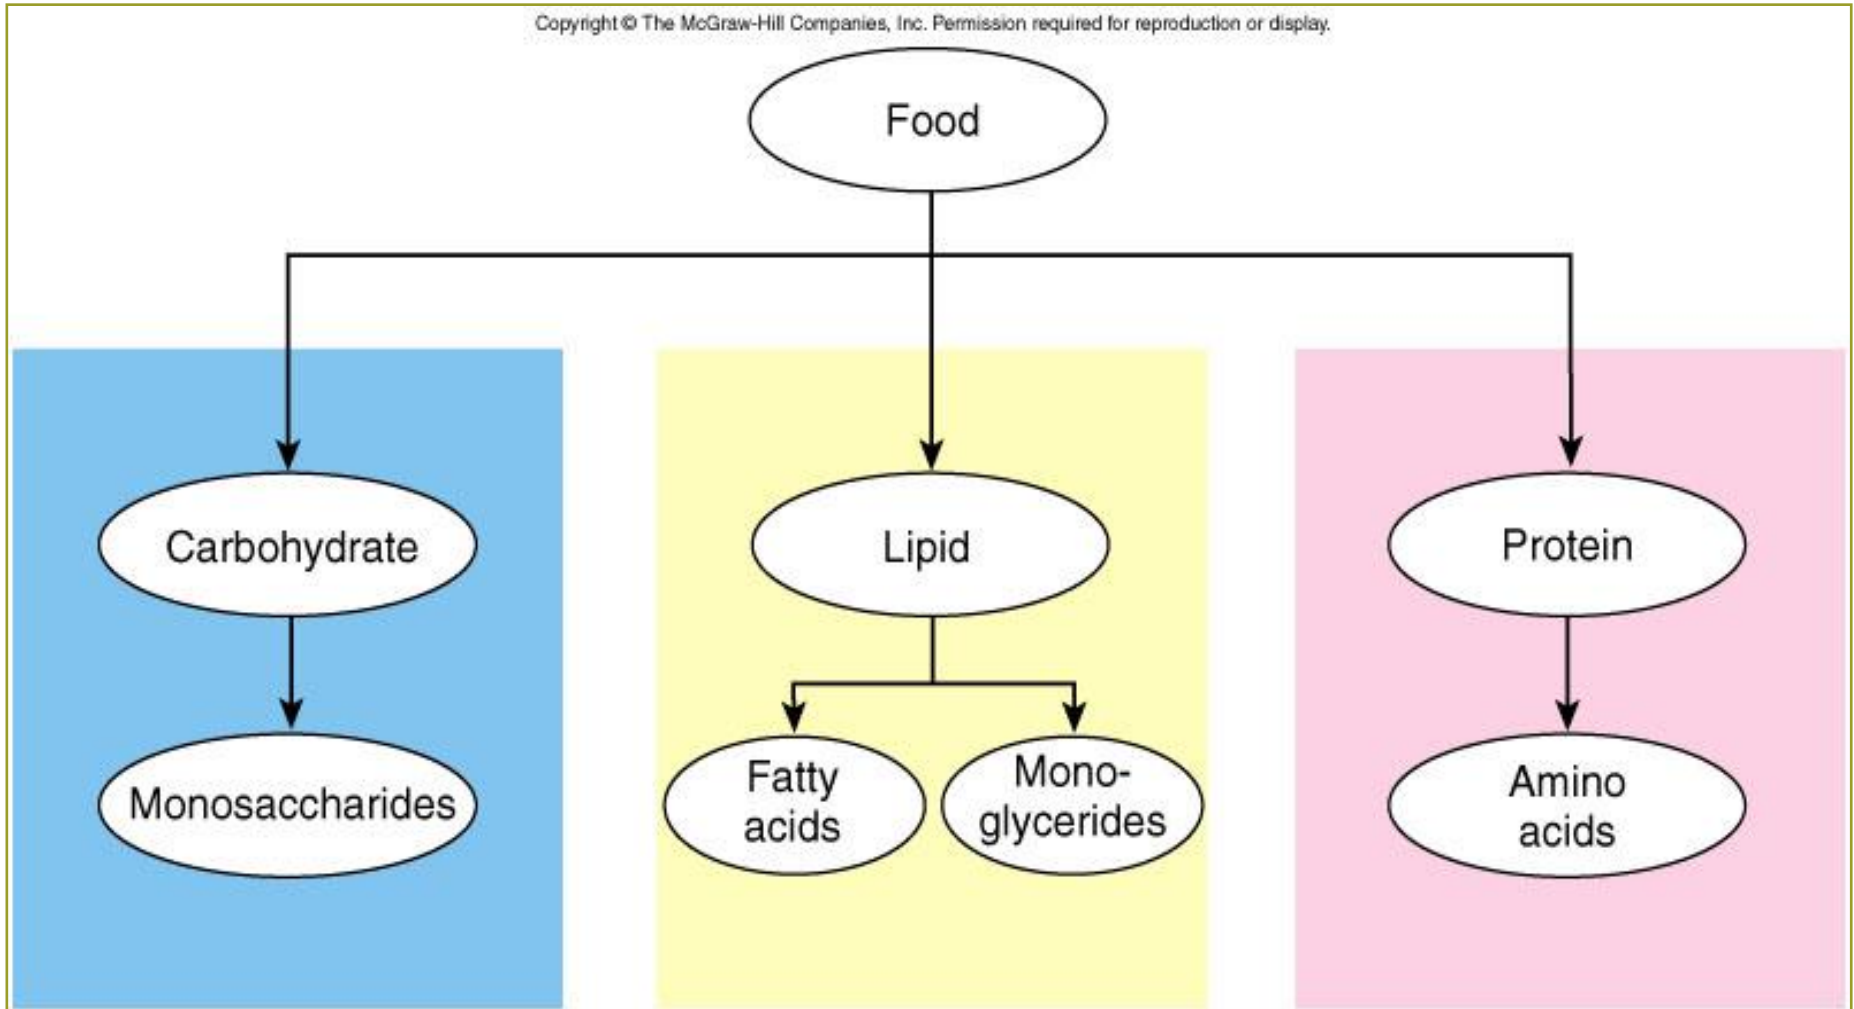 Copyright © The McGraw-Hill Companies, Inc. Permission required for reproduction or display.
Food
Carbohydrate
Lipid
Protein
Monosaccharides
Fatty
acids
Mono-
glycerides
Amino
acids